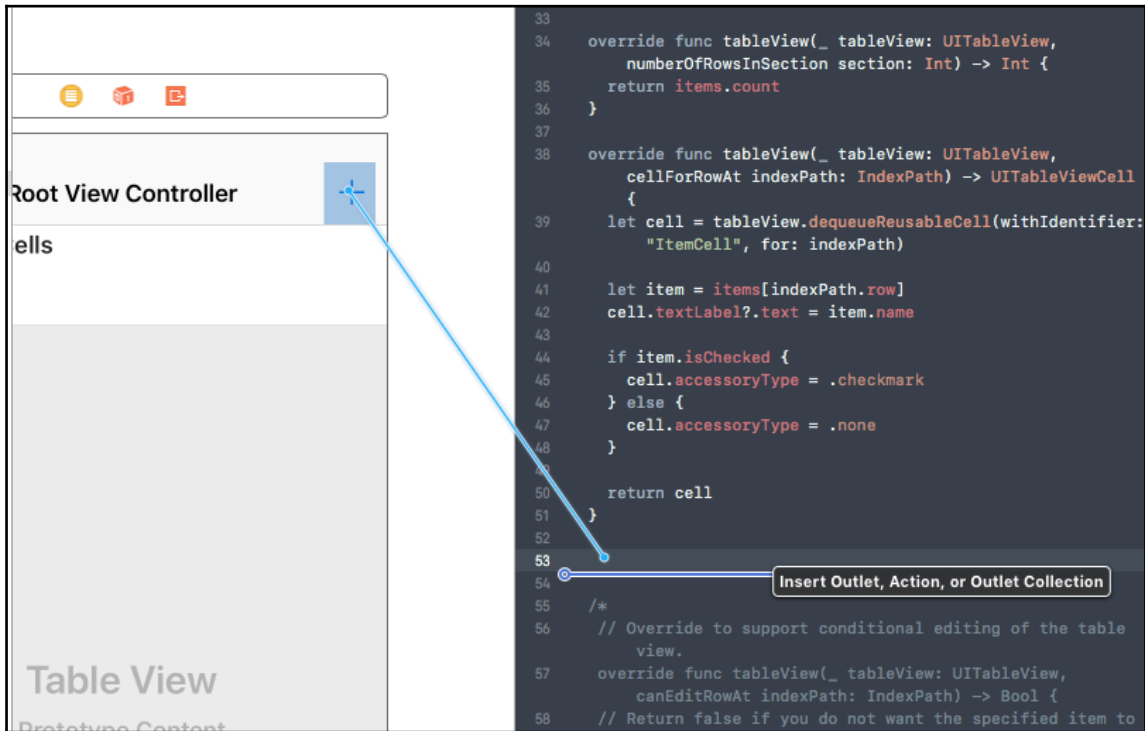 Root View Controller
ells
Table View
Prototype Content
33
34 override func tableView(_ tableView: UITableView,
numberOfRowsInSection section: Int) -> Int {
35 return items.count
36 }
37
38 override func tableView(_ tableView: UITableView,
cellForRowAt indexPath: IndexPath) -> UITableViewCell
{
39 let cell = tableView.dequeueReusableCell(withIdentifier:
"ItemCell", for: indexPath)
40
41 let item = items[indexPath.row]
42 cell.textLabel?.text = item.name
43
44 if item.isChecked {
45 cell.accessoryType = .checkmark
46 } else {
47 cell.accessoryType = .none
48 }
49
50 return cell
51 }
52
53
54
Insert Outlet, Action, or Outlet Collection
55 /*
56 // Override to support conditional editing of the table
view.
57 override func tableView(_ tableView: UITableView,
canEditRowAt indexPath: IndexPath) -> Bool {
58 // Return false if you do not want the specified item to